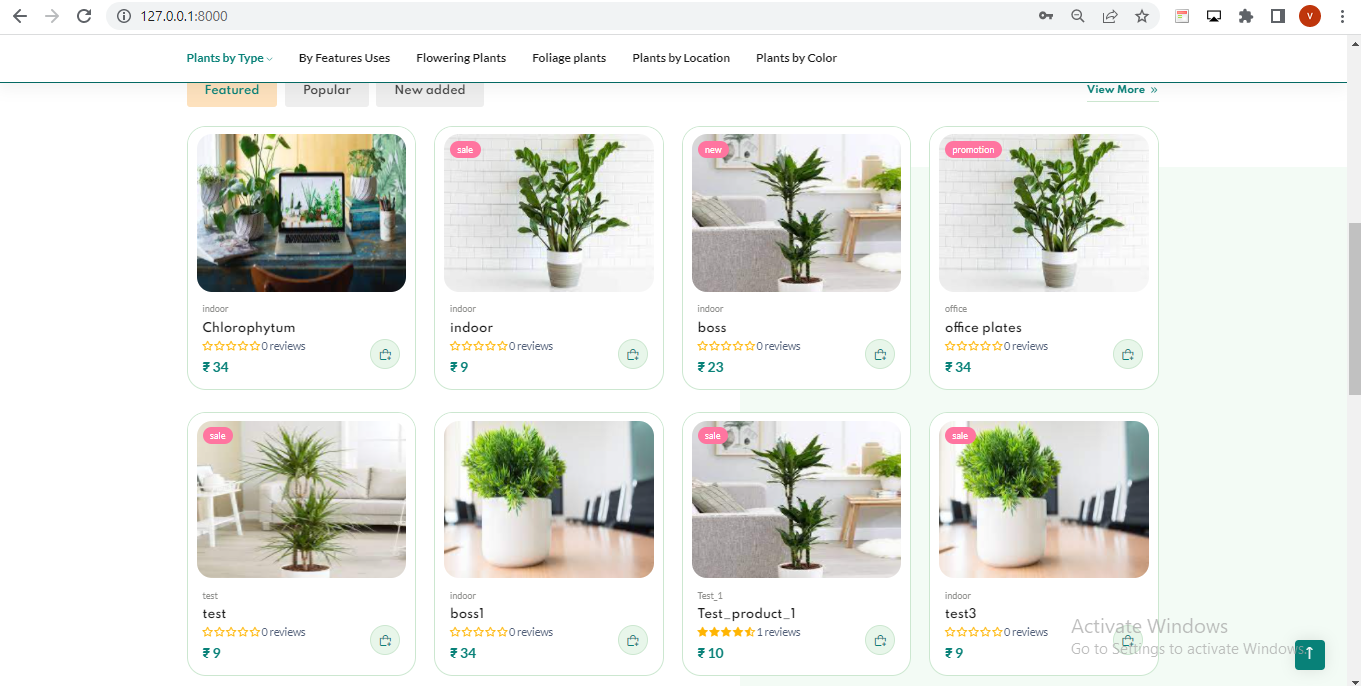 127.0.0.1:8000
V
Plants by Type By Features Uses Flowering Plants Foliage plants Plants by Location Plants by Color
Featured Popular New added View More »
sale new promotion
indoor indoor indoor office
Chlorophytum indoor boss office plates
0 reviews 0 reviews 0 reviews 0 reviews
₹ 34 ₹ 9 ₹ 23 ₹ 34
sale sale sale
test indoor Test_1 indoor
test boss1 Test_product_1 test3
0 reviews 0 reviews 1 reviews 0 reviews
₹ 9 ₹ 34 ₹ 10 ₹ 9
Activate Windows
Go to Settings to activate Windows.